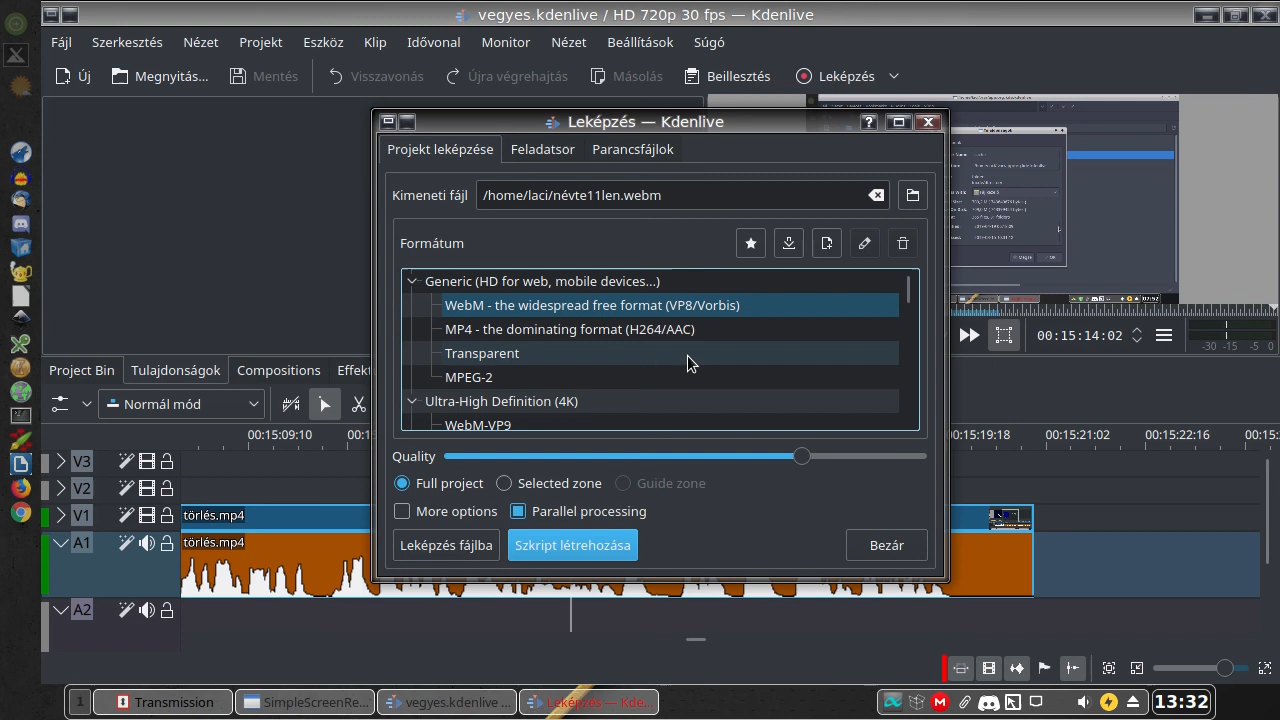 vegyes.kdenlive / HD 720p 30 fps — Kdenlive
Fájl Szerkesztés Nézet Projekt Eszköz Klip Idővonal Monitor Nézet Beállítások Súgó
Új Megnyitás... Mentés Visszavonás Újra végrehajtás Másolás Beillesztés Leképzés
Leképzés — Kdenlive
Projekt leképzése Feladatsor Parancsfájlok
Kimeneti fájl /home/laci/névte11len.webm
Formátum
Generic (HD for web, mobile devices...)
WebM - the widespread free format (VP8/Vorbis)
MP4 - the dominating format (H264/AAC)
Transparent
MPEG-2
Ultra-High Definition (4K)
WebM-VP9
Quality
Full project Selected zone Guide zone
More options Parallel processing
Leképzés fájlba Szkript létrehozása Bezár
00:15:14:02
-30 -15 -5 0
Project Bin Tulajdonságok Compositions
Normál mód
00:15:09:10 00:15:19:18 00:15:21:02 00:15:22:16
V3
V2
V1 törlés.mp4
A1 törlés.mp4
A2
1 Transmission SimpleScreenRe... vegyes.kdenlive ... Leképzés — Kde... 13:32